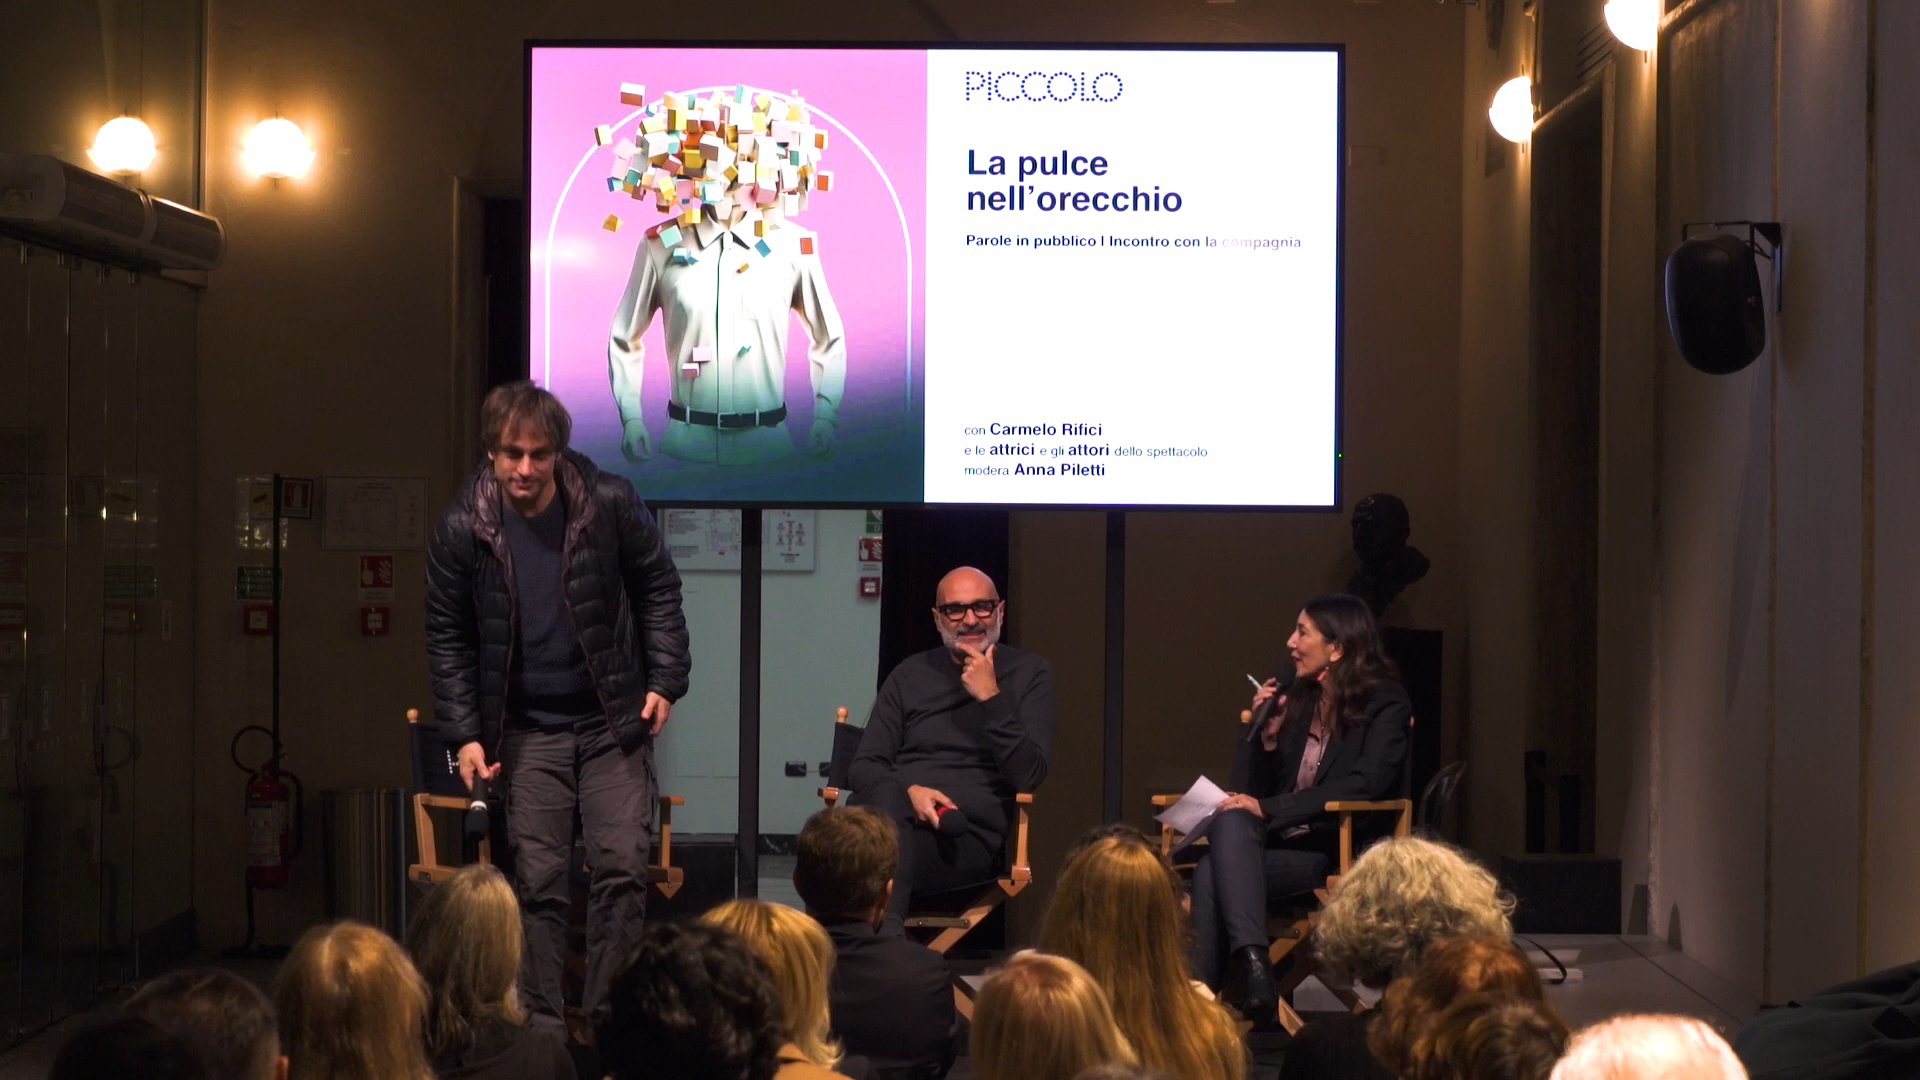 PICCOLO
La pulce
nell'orecchio
Parole in pubblico | Incontro con la compagnia
con Carmelo Rifici
e le attrici e gli attori dello spettacolo
modera Anna Piletti